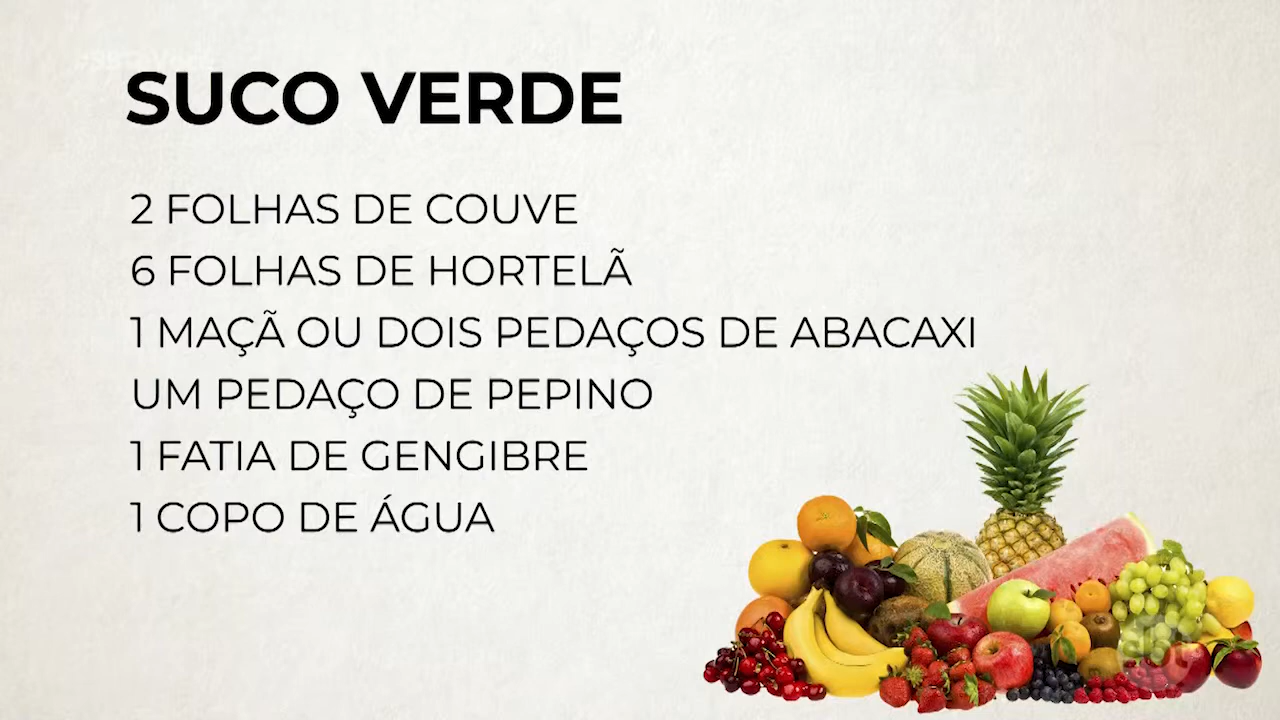 SUCO VERDE
2 FOLHAS DE COUVE
6 FOLHAS DE HORTELÃ
1 MAÇÃ OU DOIS PEDAÇOS DE ABACAXI
UM PEDAÇO DE PEPINO
1 FATIA DE GENGIBRE
1 COPO DE ÁGUA